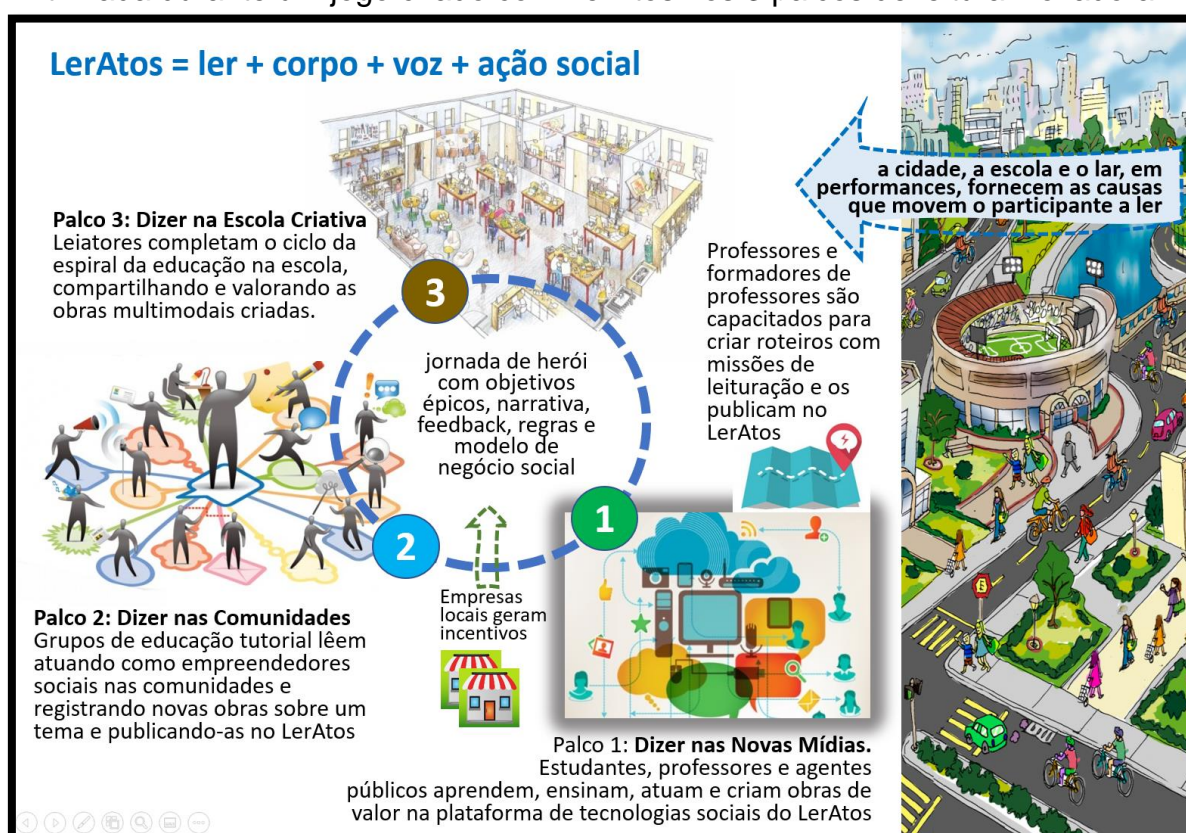 LerAtos = ler + corpo + voz + ação social
a cidade, a escola e o lar, em
performances, fornecem as causas
que movem o participante a ler
Palco 3: Dizer na Escola Criativa
Leiatores completam o ciclo da
espiral da educação na escola,
compartilhando e valorando as
obras multimodais criadas.
3
jornada de herói
com objetivos
épicos, narrativa,
feedback, regras e
modelo de
negócio social
Professores e
formadores de
professores são
capacitados para
criar roteiros com
missões de
leituração e os
publicam no
LerAtos
1
2
Empresas
locais geram
incentivos
Palco 2: Dizer nas Comunidades
Grupos de educação tutorial lêem
atuando como empreendedores
sociais nas comunidades e
registrando novas obras sobre um
tema e publicando-as no LerAtos
Palco 1: Dizer nas Novas Mídias.
Estudantes, professores e agentes
públicos aprendem, ensinam, atuam e criam obras de
valor na plataforma de tecnologias sociais do LerAtos
E